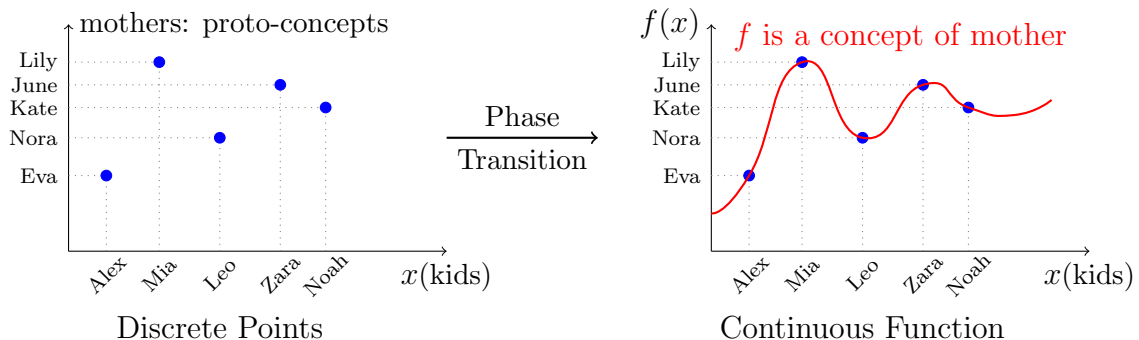 mothers: proto-concepts
Lily
June
Kate
Nora
Eva
Alex
Mia
Leo
Zara
Noah
x(kids)
Discrete Points
Phase
Transition
f(x)
f is a concept of mother
Lily
June
Kate
Nora
Eva
Alex
Mia
Leo
Zara
Noah
x(kids)
Continuous Function